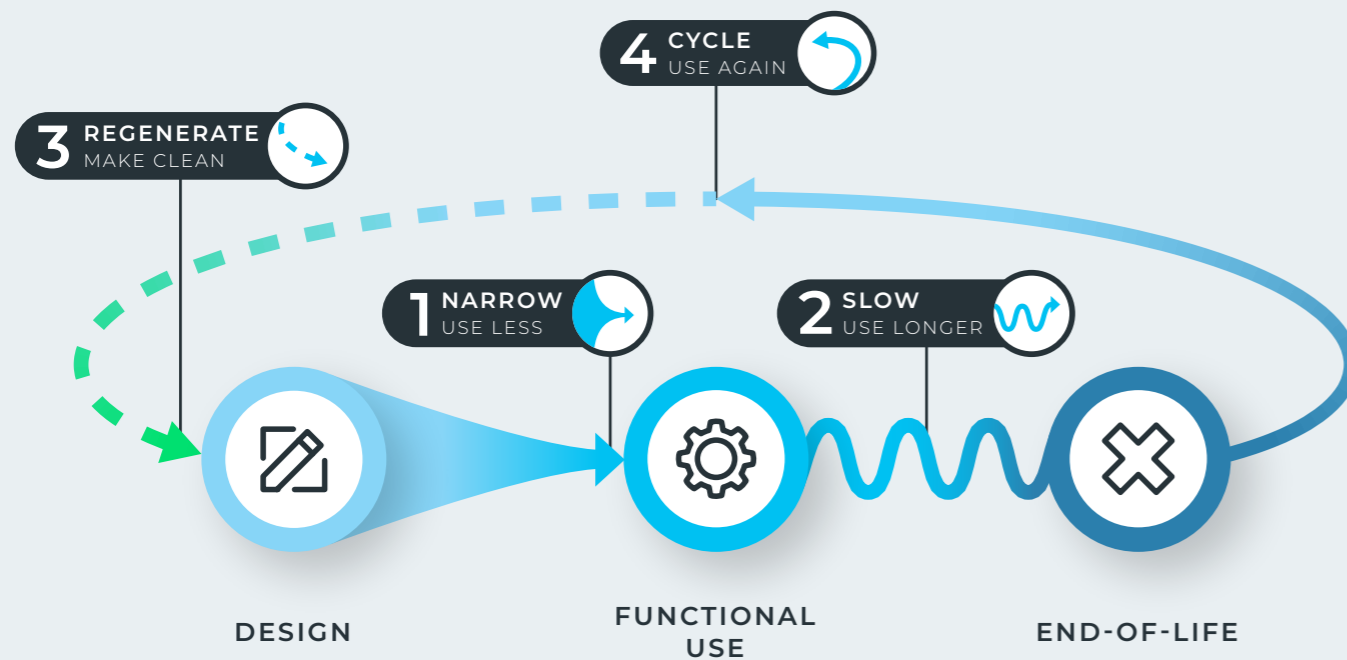 4 CYCLE
USE AGAIN
3 REGENERATE
MAKE CLEAN
1 NARROW
USE LESS
2 SLOW
USE LONGER
DESIGN
FUNCTIONAL
USE
END-OF-LIFE